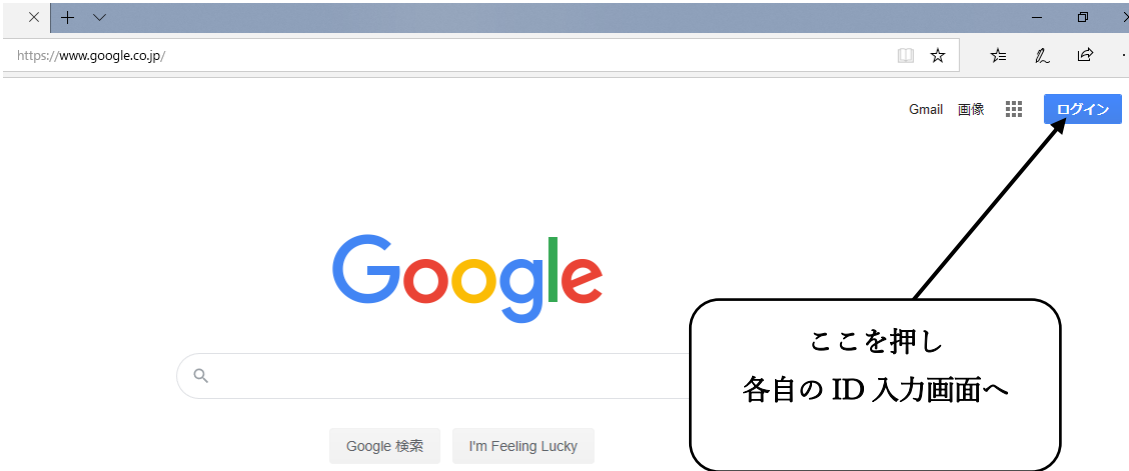 https://www.google.co.jp/
Gmail 画像 ログイン
Google
ここを押し
各自の ID 入力画面へ
Google 検索 I'm Feeling Lucky